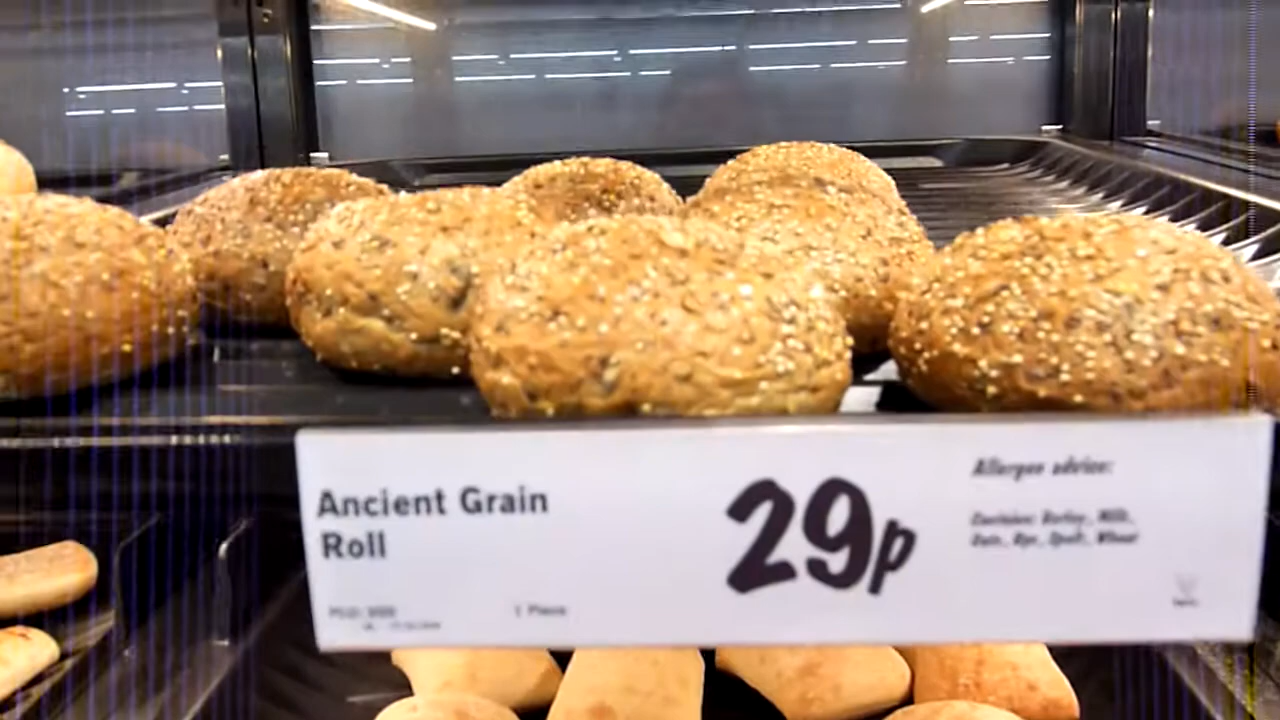 Ancient Grain
Roll
29p
Allergen advice:
Contains: Barley, Milk,
Oats, Rye, Spelt, Wheat
1 Piece